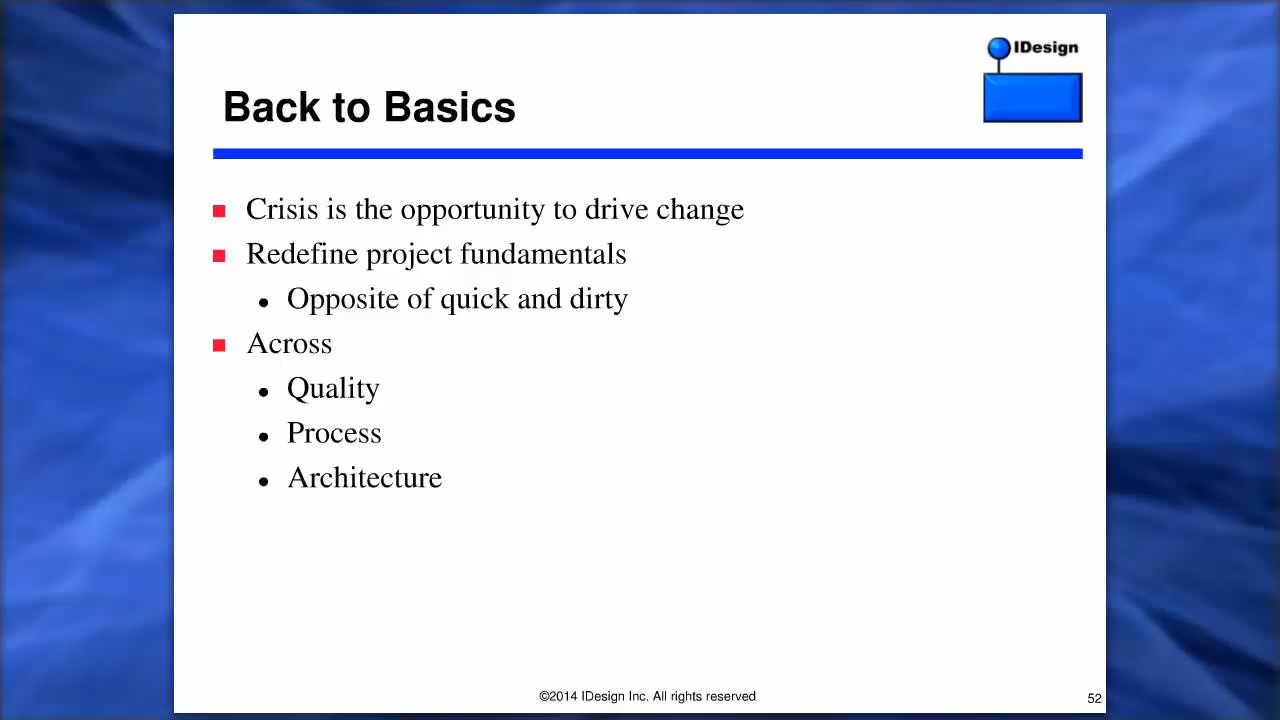 IDesign
Back to Basics
Crisis is the opportunity to drive change
Redefine project fundamentals
Opposite of quick and dirty
Across
Quality
Process
Architecture
©2014 IDesign Inc. All rights reserved
52